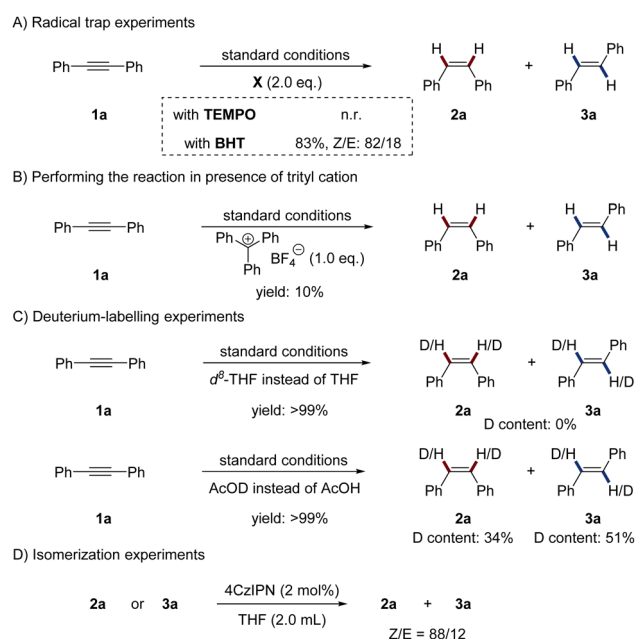 A) Radical trap experiments
Ph Ph standard conditions X (2.0 eq.) H H Ph Ph + H Ph Ph H
1a 2a 3a
with TEMPO n.r.
with BHT 83%, Z/E: 82/18
B) Performing the reaction in presence of trityl cation
Ph Ph standard conditions Ph + Ph Ph BF4⊖ (1.0 eq.) H H Ph Ph + H Ph Ph H
1a yield: 10% 2a 3a
C) Deuterium-labelling experiments
Ph Ph standard conditions d8-THF instead of THF D/H H/D Ph Ph + D/H Ph Ph H/D
1a yield: >99% 2a 3a
D content: 0%
Ph Ph standard conditions AcOD instead of AcOH D/H H/D Ph Ph + D/H Ph Ph H/D
1a yield: >99% 2a 3a
D content: 34% D content: 51%
D) Isomerization experiments
2a or 3a 4CzIPN (2 mol%) THF (2.0 mL) 2a + 3a
Z/E = 88/12